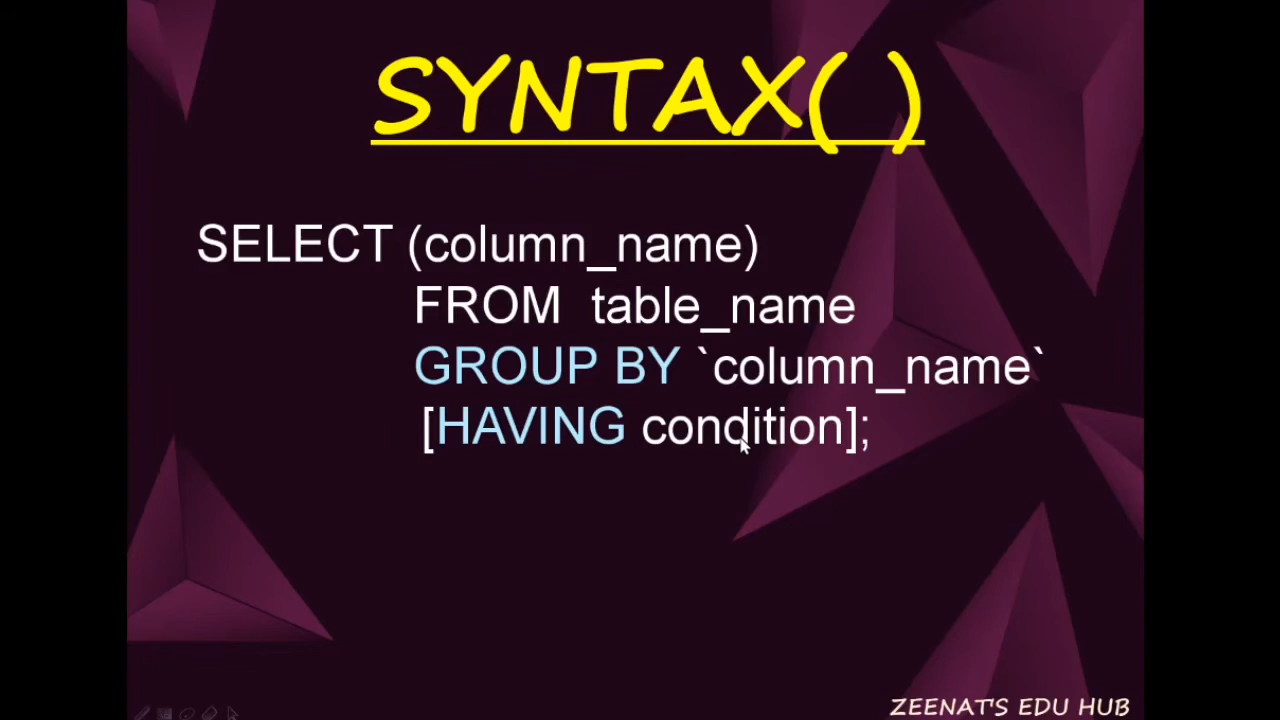 SYNTAX( )
SELECT (column_name)
FROM table_name
GROUP BY `column_name`
[HAVING condition];
ZEENAT'S EDU HUB